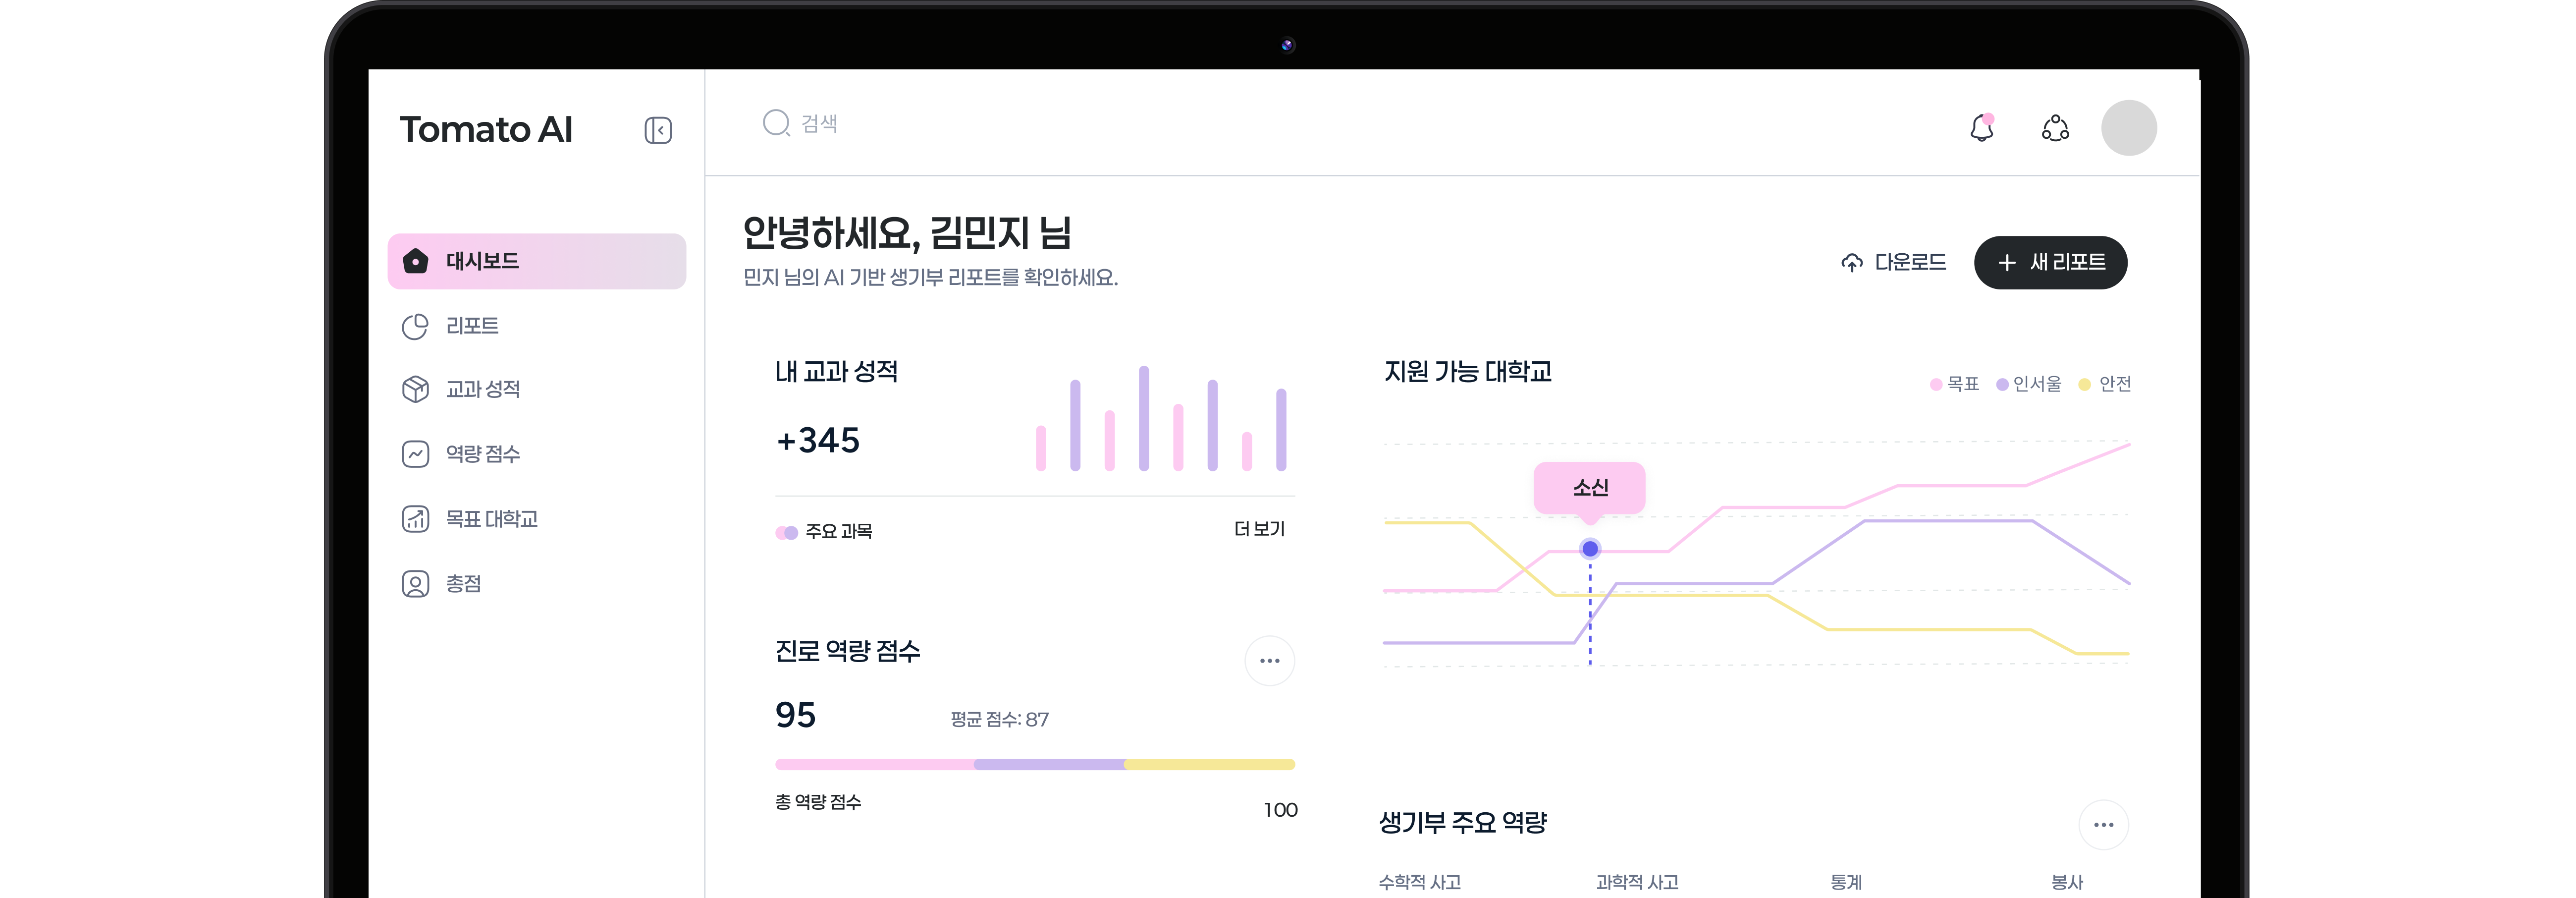 Tomato AI
검색
대시보드
리포트
교과 성적
역량 점수
목표 대학교
총점
안녕하세요, 김민지 님
민지 님의 AI 기반 생기부 리포트를 확인하세요.
다운로드
새 리포트
내 교과 성적
+345
주요 과목
더 보기
지원 가능 대학교
목표 인서울 안전
소신
진로 역량 점수
95
평균 점수: 87
총 역량 점수
100
생기부 주요 역량
수학적 사고 과학적 사고 통계 봉사